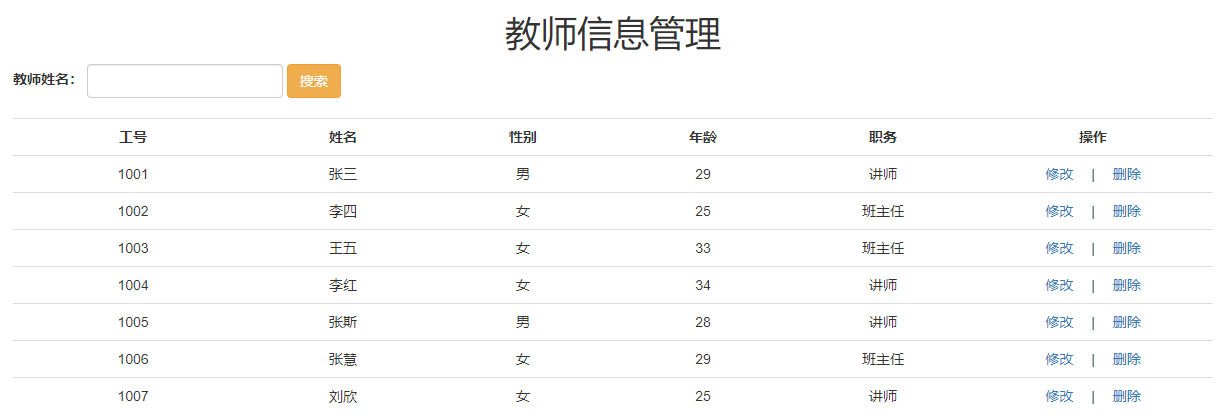 教师信息管理
教师姓名： 搜索
工号 姓名 性别 年龄 职务 操作
1001 张三 男 29 讲师 修改 | 删除
1002 李四 女 25 班主任 修改 | 删除
1003 王五 女 33 班主任 修改 | 删除
1004 李红 女 34 讲师 修改 | 删除
1005 张斯 男 28 讲师 修改 | 删除
1006 张慧 女 29 班主任 修改 | 删除
1007 刘欣 女 25 讲师 修改 | 删除